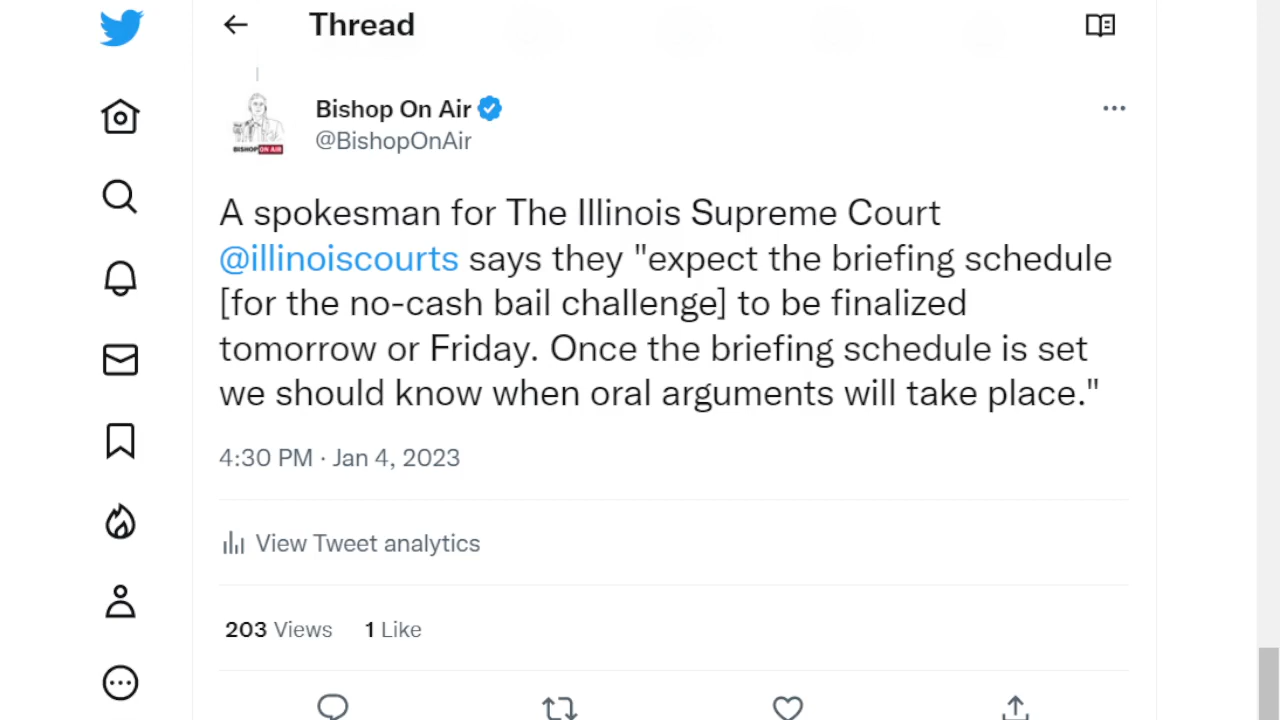 Thread
Bishop On Air
@BishopOnAir
BISHOP ON AIR
A spokesman for The Illinois Supreme Court
@illinoiscourts says they "expect the briefing schedule
[for the no-cash bail challenge] to be finalized
tomorrow or Friday. Once the briefing schedule is set
we should know when oral arguments will take place."
4:30 PM · Jan 4, 2023
View Tweet analytics
203 Views 1 Like